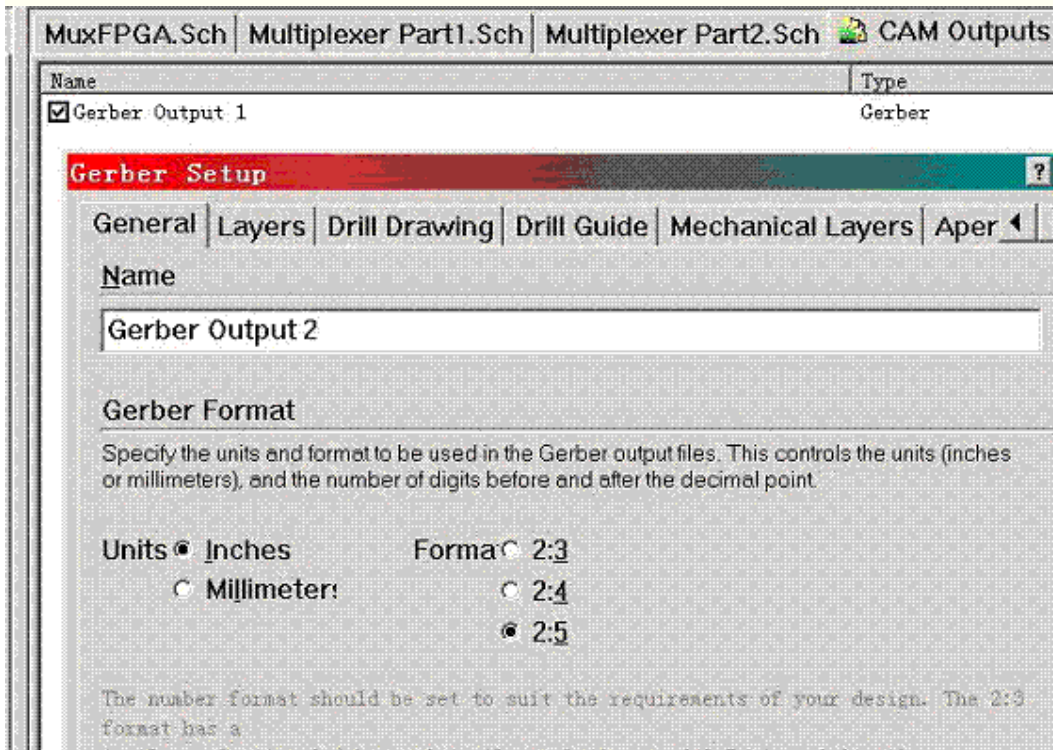 MuxFPGA.Sch Multiplexer Part1.Sch Multiplexer Part2.Sch CAM Outputs
Name Type
Gerber Output 1 Gerber
Gerber Setup ?
General Layers Drill Drawing Drill Guide Mechanical Layers Aper
Name
Gerber Output 2
Gerber Format
Specify the units and format to be used in the Gerber output files. This controls the units (inches
or millimeters), and the number of digits before and after the decimal point.
Units Inches Forma 2:3
Millimeters 2:4
2:5
The number format should be set to suit the requirements of your design. The 2:3
format has a